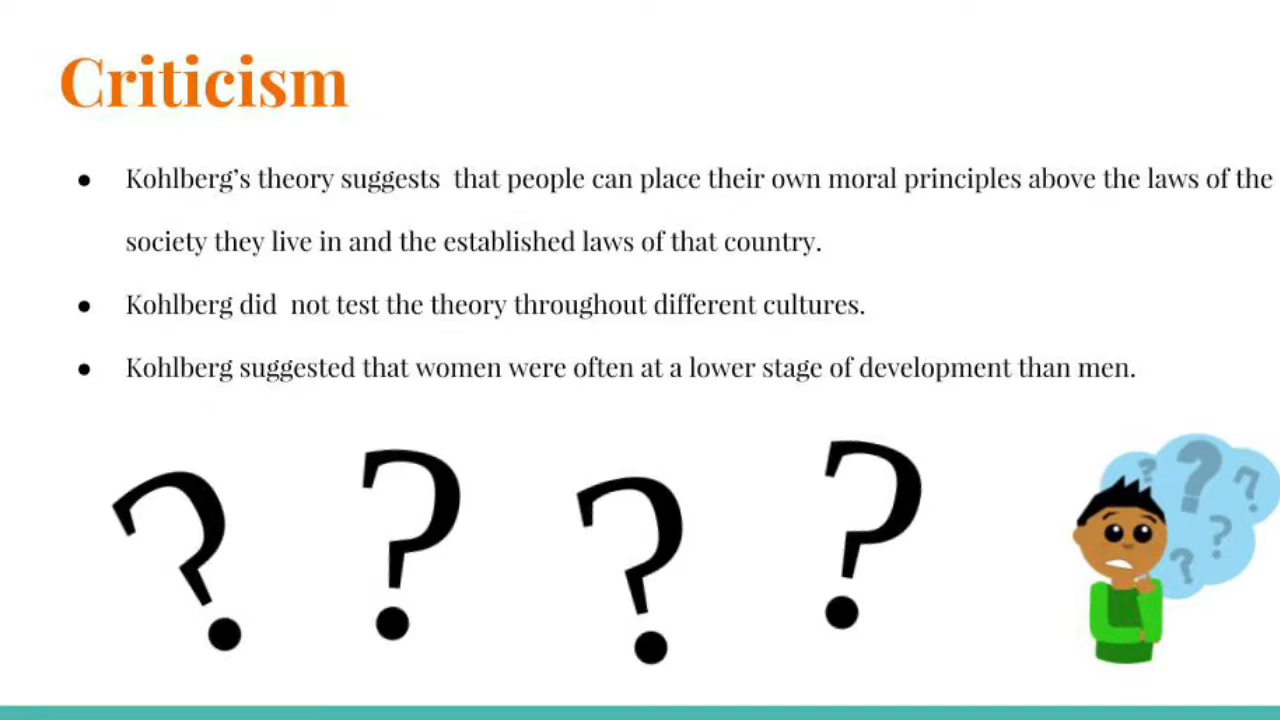 Criticism
● Kohlberg’s theory suggests  that people can place their own moral principles above the laws of the
society they live in and the established laws of that country.
● Kohlberg did  not test the theory throughout different cultures.
● Kohlberg suggested that women were often at a lower stage of development than men.
? ? ? ?
? ? ? ? ?